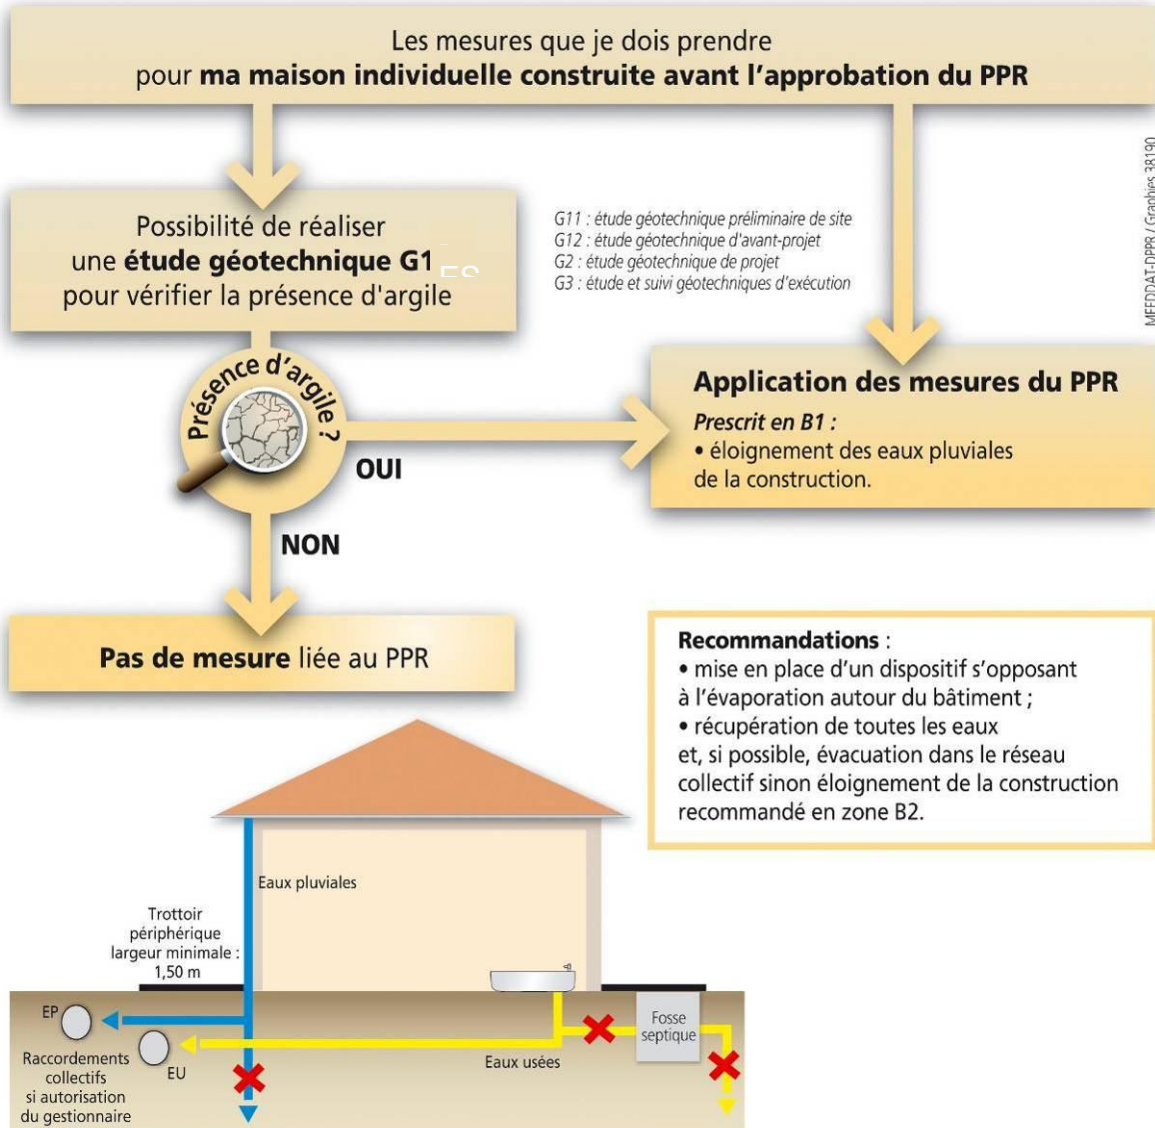 Les mesures que je dois prendre
pour ma maison individuelle construite avant l'approbation du PPR
Possibilité de réaliser
une étude géotechnique G1 ES
pour vérifier la présence d'argile
G11 : étude géotechnique préliminaire de site
G12 : étude géotechnique d'avant-projet
G2 : étude géotechnique de projet
G3 : étude et suivi géotechniques d'exécution
MEEDDAT-DPPR / Graphies 38190
Présence d'argile ?
OUI
NON
Application des mesures du PPR
Prescrit en B1 :
• éloignement des eaux pluviales
de la construction.
Pas de mesure liée au PPR
Recommandations :
• mise en place d'un dispositif s'opposant
à l'évaporation autour du bâtiment ;
• récupération de toutes les eaux
et, si possible, évacuation dans le réseau
collectif sinon éloignement de la construction
recommandé en zone B2.
Eaux pluviales
Trottoir
périphérique
largeur minimale :
1,50 m
EP
EU
Raccordements
collectifs
si autorisation
du gestionnaire
Eaux usées
Fosse
septique